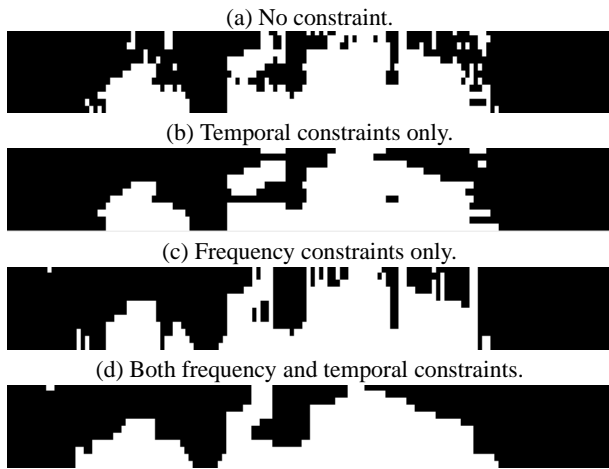 (a) No constraint.
(b) Temporal constraints only.
(c) Frequency constraints only.
(d) Both frequency and temporal constraints.